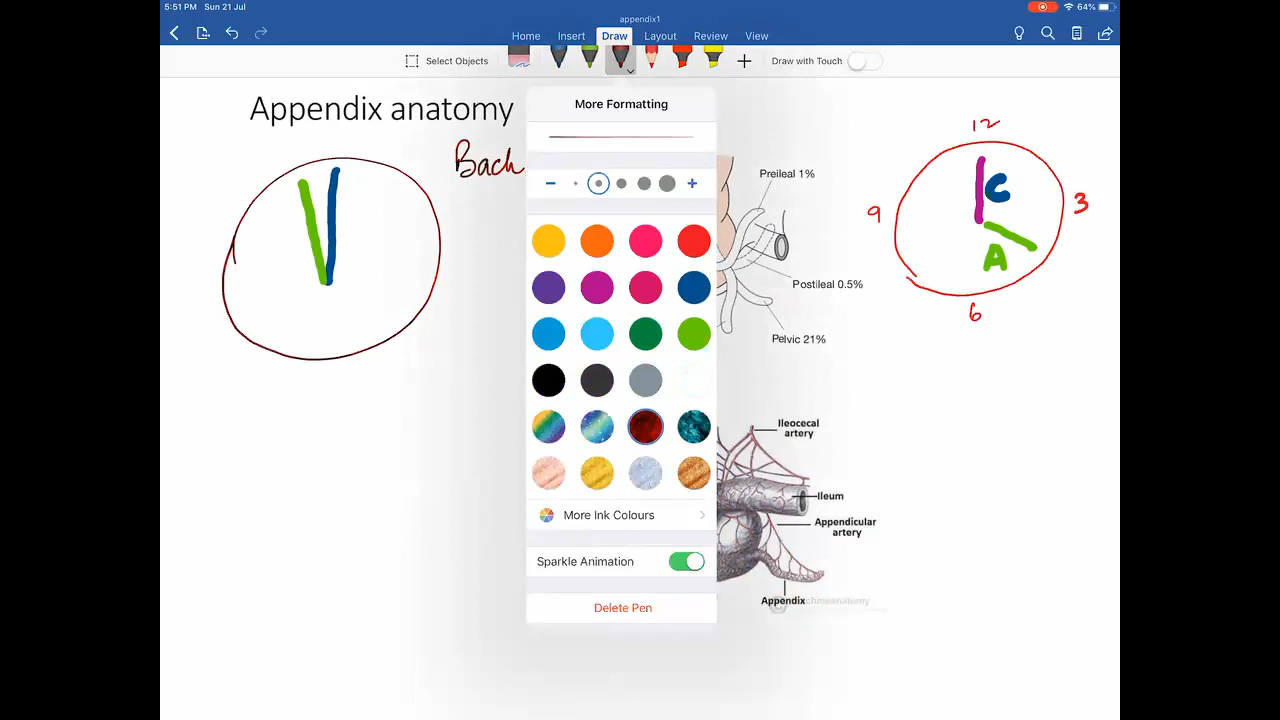 5:51 PM Sun 21 Jul
64%
appendix1
Home Insert Draw Layout Review View
Select Objects
Draw with Touch
More Formatting
Appendix anatomy
Back
12
9
3
6
C
A
Preileal 1%
Postileal 0.5%
Pelvic 21%
Ileocecal
artery
Ileum
Appendicular
artery
Appendix
More Ink Colours
Sparkle Animation
Delete Pen